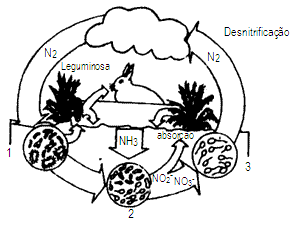 Desnitrificação
N2
N2
Leguminosa
NH3
absorção
NO2- NO3-
1
2
3